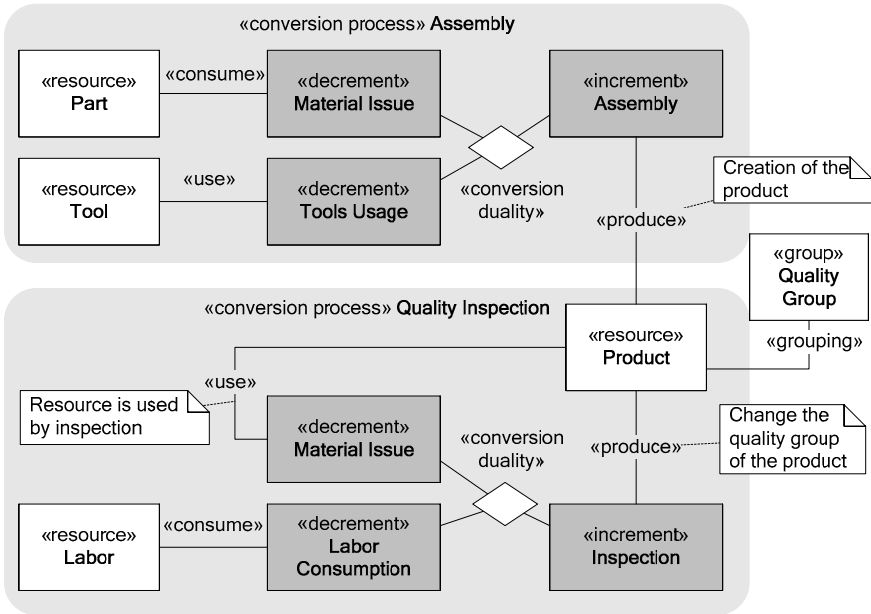 «conversion process» Assembly
«resource»
Part
«consume»
«decrement»
Material Issue
«increment»
Assembly
«resource»
Tool
«use»
«decrement»
Tools Usage
«conversion
duality»
«produce»
Creation of the
product
«group»
Quality
Group
«grouping»
«conversion process» Quality Inspection
«resource»
Product
«use»
Resource is used
by inspection
«decrement»
Material Issue
«conversion
duality»
«produce»
Change the
quality group
of the product
«resource»
Labor
«consume»
«decrement»
Labor
Consumption
«increment»
Inspection